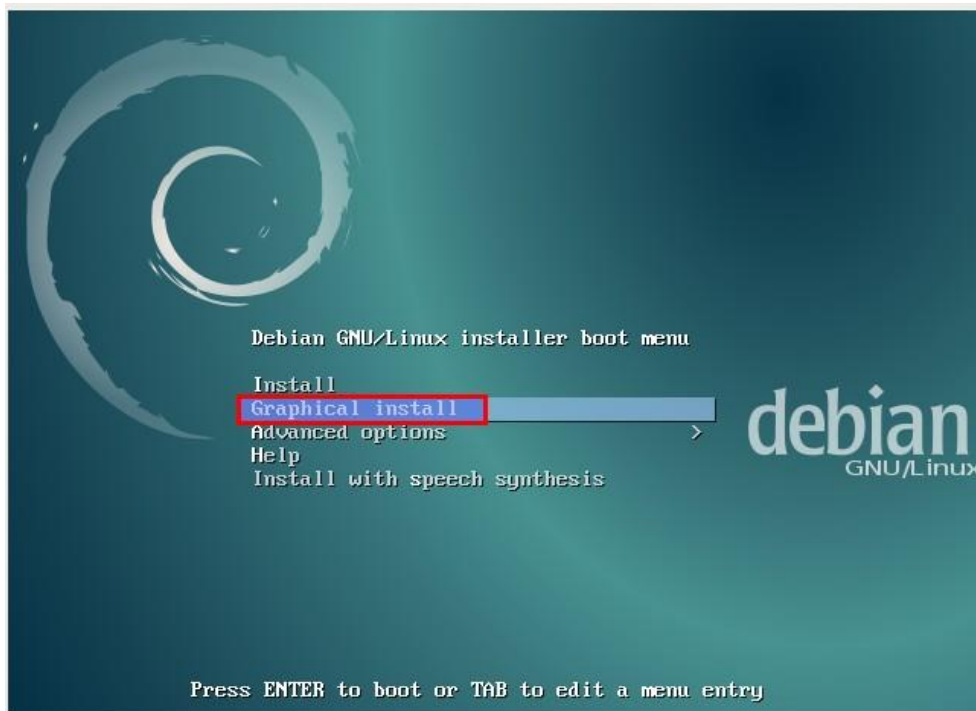 Debian GNU/Linux installer boot menu
Install
Graphical install
Advanced options >
Help
Install with speech synthesis
debian
GNU/Linux
Press ENTER to boot or TAB to edit a menu entry